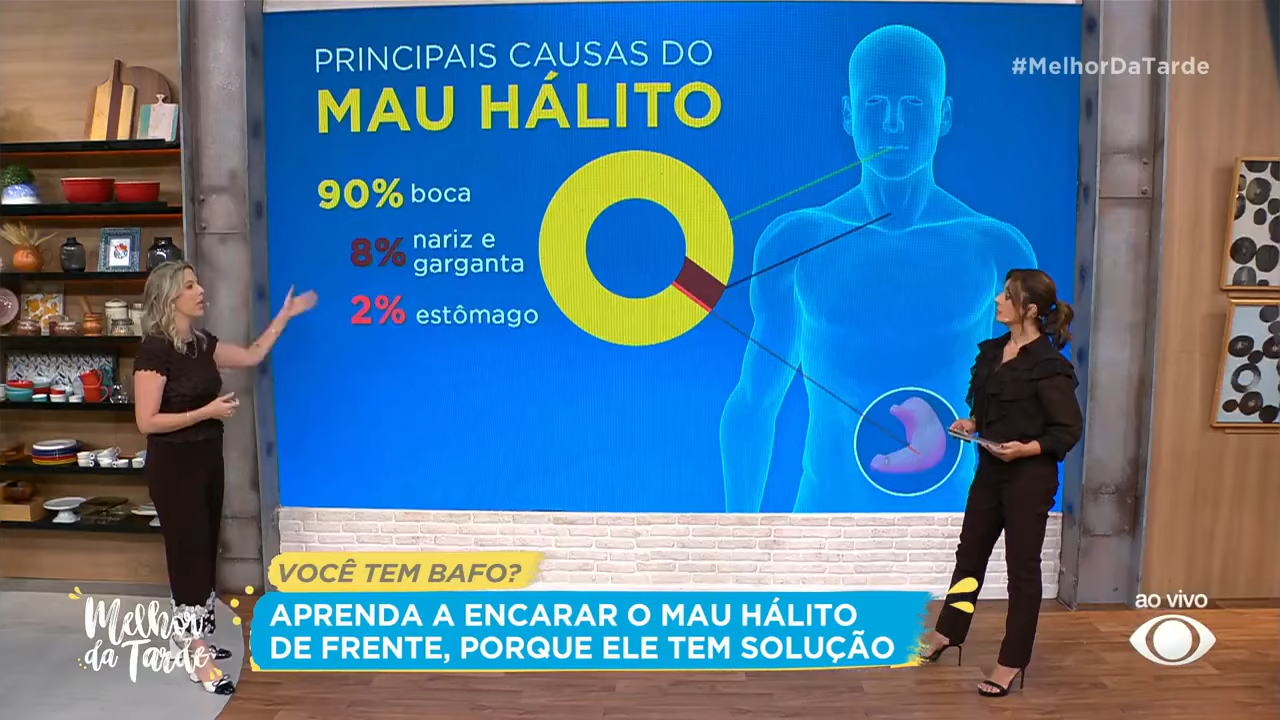 PRINCIPAIS CAUSAS DO
MAU HÁLITO
#MelhorDaTarde
90% boca
8% nariz e
garganta
2% estômago
VOCÊ TEM BAFO?
APRENDA A ENCARAR O MAU HÁLITO
DE FRENTE, PORQUE ELE TEM SOLUÇÃO
Melhor
da Tarde
ao vivo